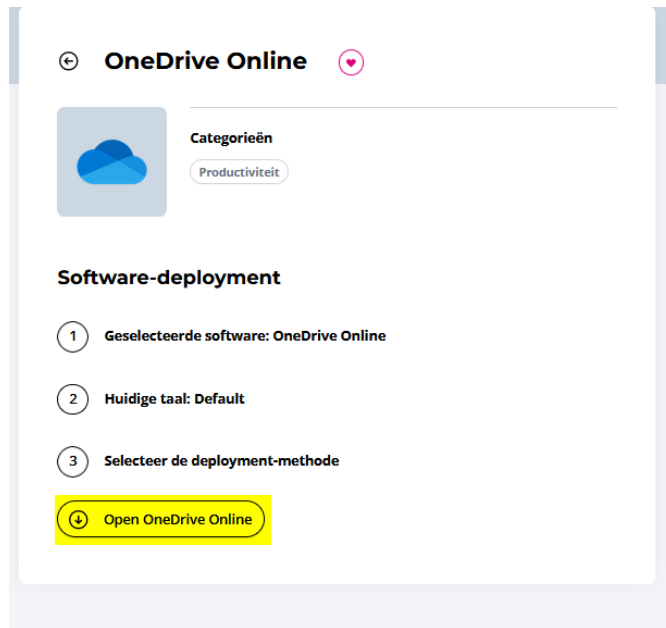 OneDrive Online
Categorieën
Productiviteit
Software-deployment
1 Geselecteerde software: OneDrive Online
2 Huidige taal: Default
3 Selecteer de deployment-methode
Open OneDrive Online